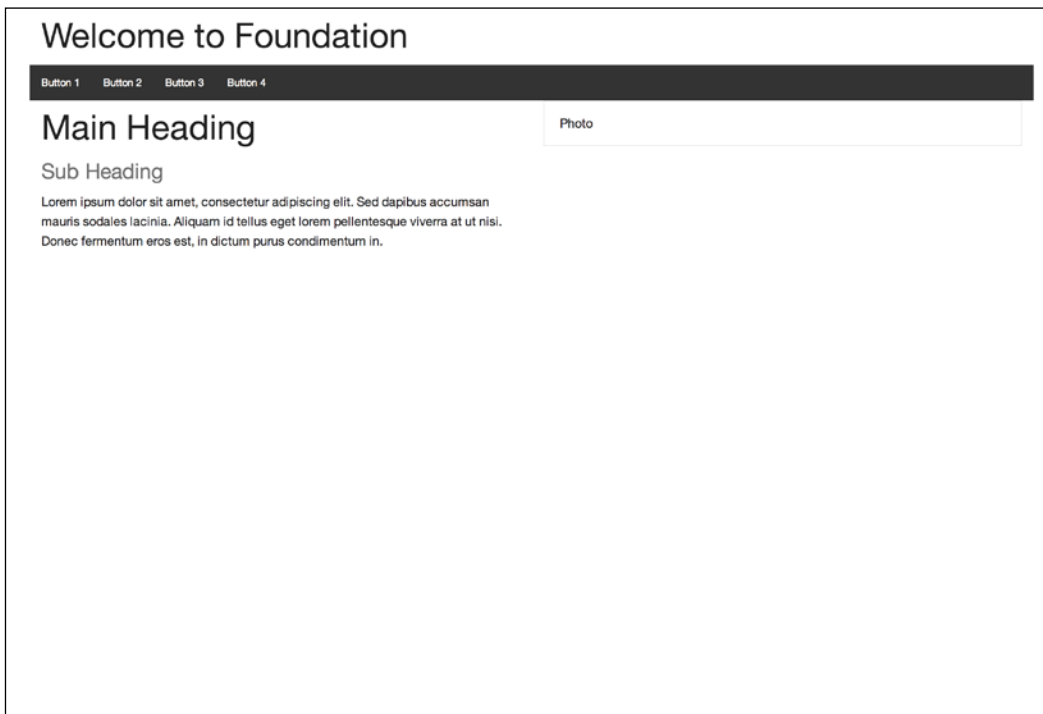 Welcome to Foundation
Button 1 Button 2 Button 3 Button 4
Main Heading
Sub Heading
Lorem ipsum dolor sit amet, consectetur adipiscing elit. Sed dapibus accumsan
mauris sodales lacinia. Aliquam id tellus eget lorem pellentesque viverra at ut nisi.
Donec fermentum eros est, in dictum purus condimentum in.
Photo